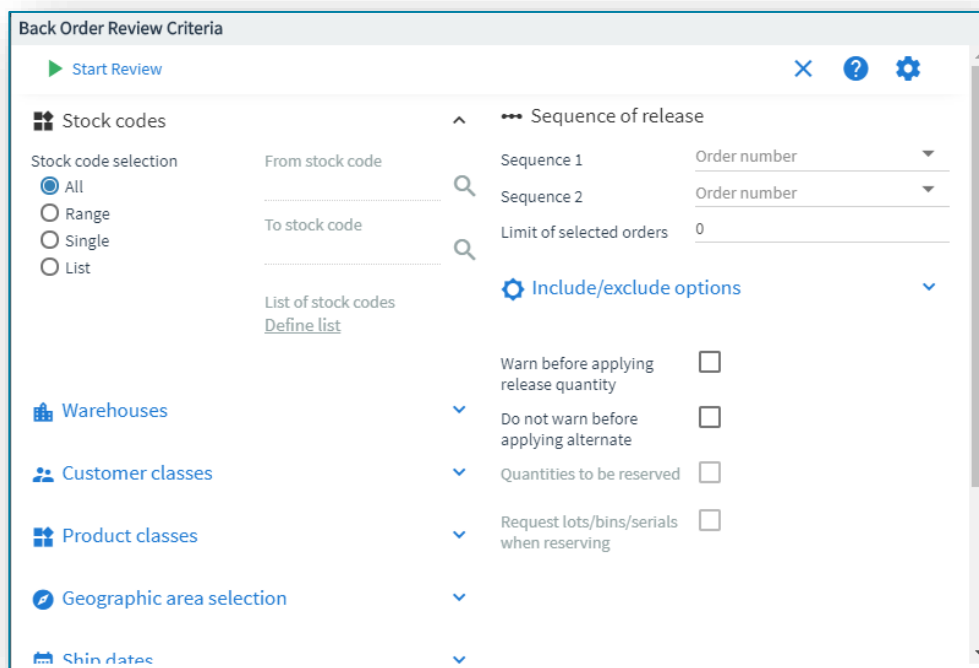 Back Order Review Criteria
Start Review
Stock codes
Stock code selection
All
Range
Single
List
From stock code
To stock code
List of stock codes
Define list
Warehouses
Customer classes
Product classes
Geographic area selection
Ship dates
Sequence of release
Sequence 1 Order number
Sequence 2 Order number
Limit of selected orders 0
Include/exclude options
Warn before applying
release quantity
Do not warn before
applying alternate
Quantities to be reserved
Request lots/bins/serials
when reserving